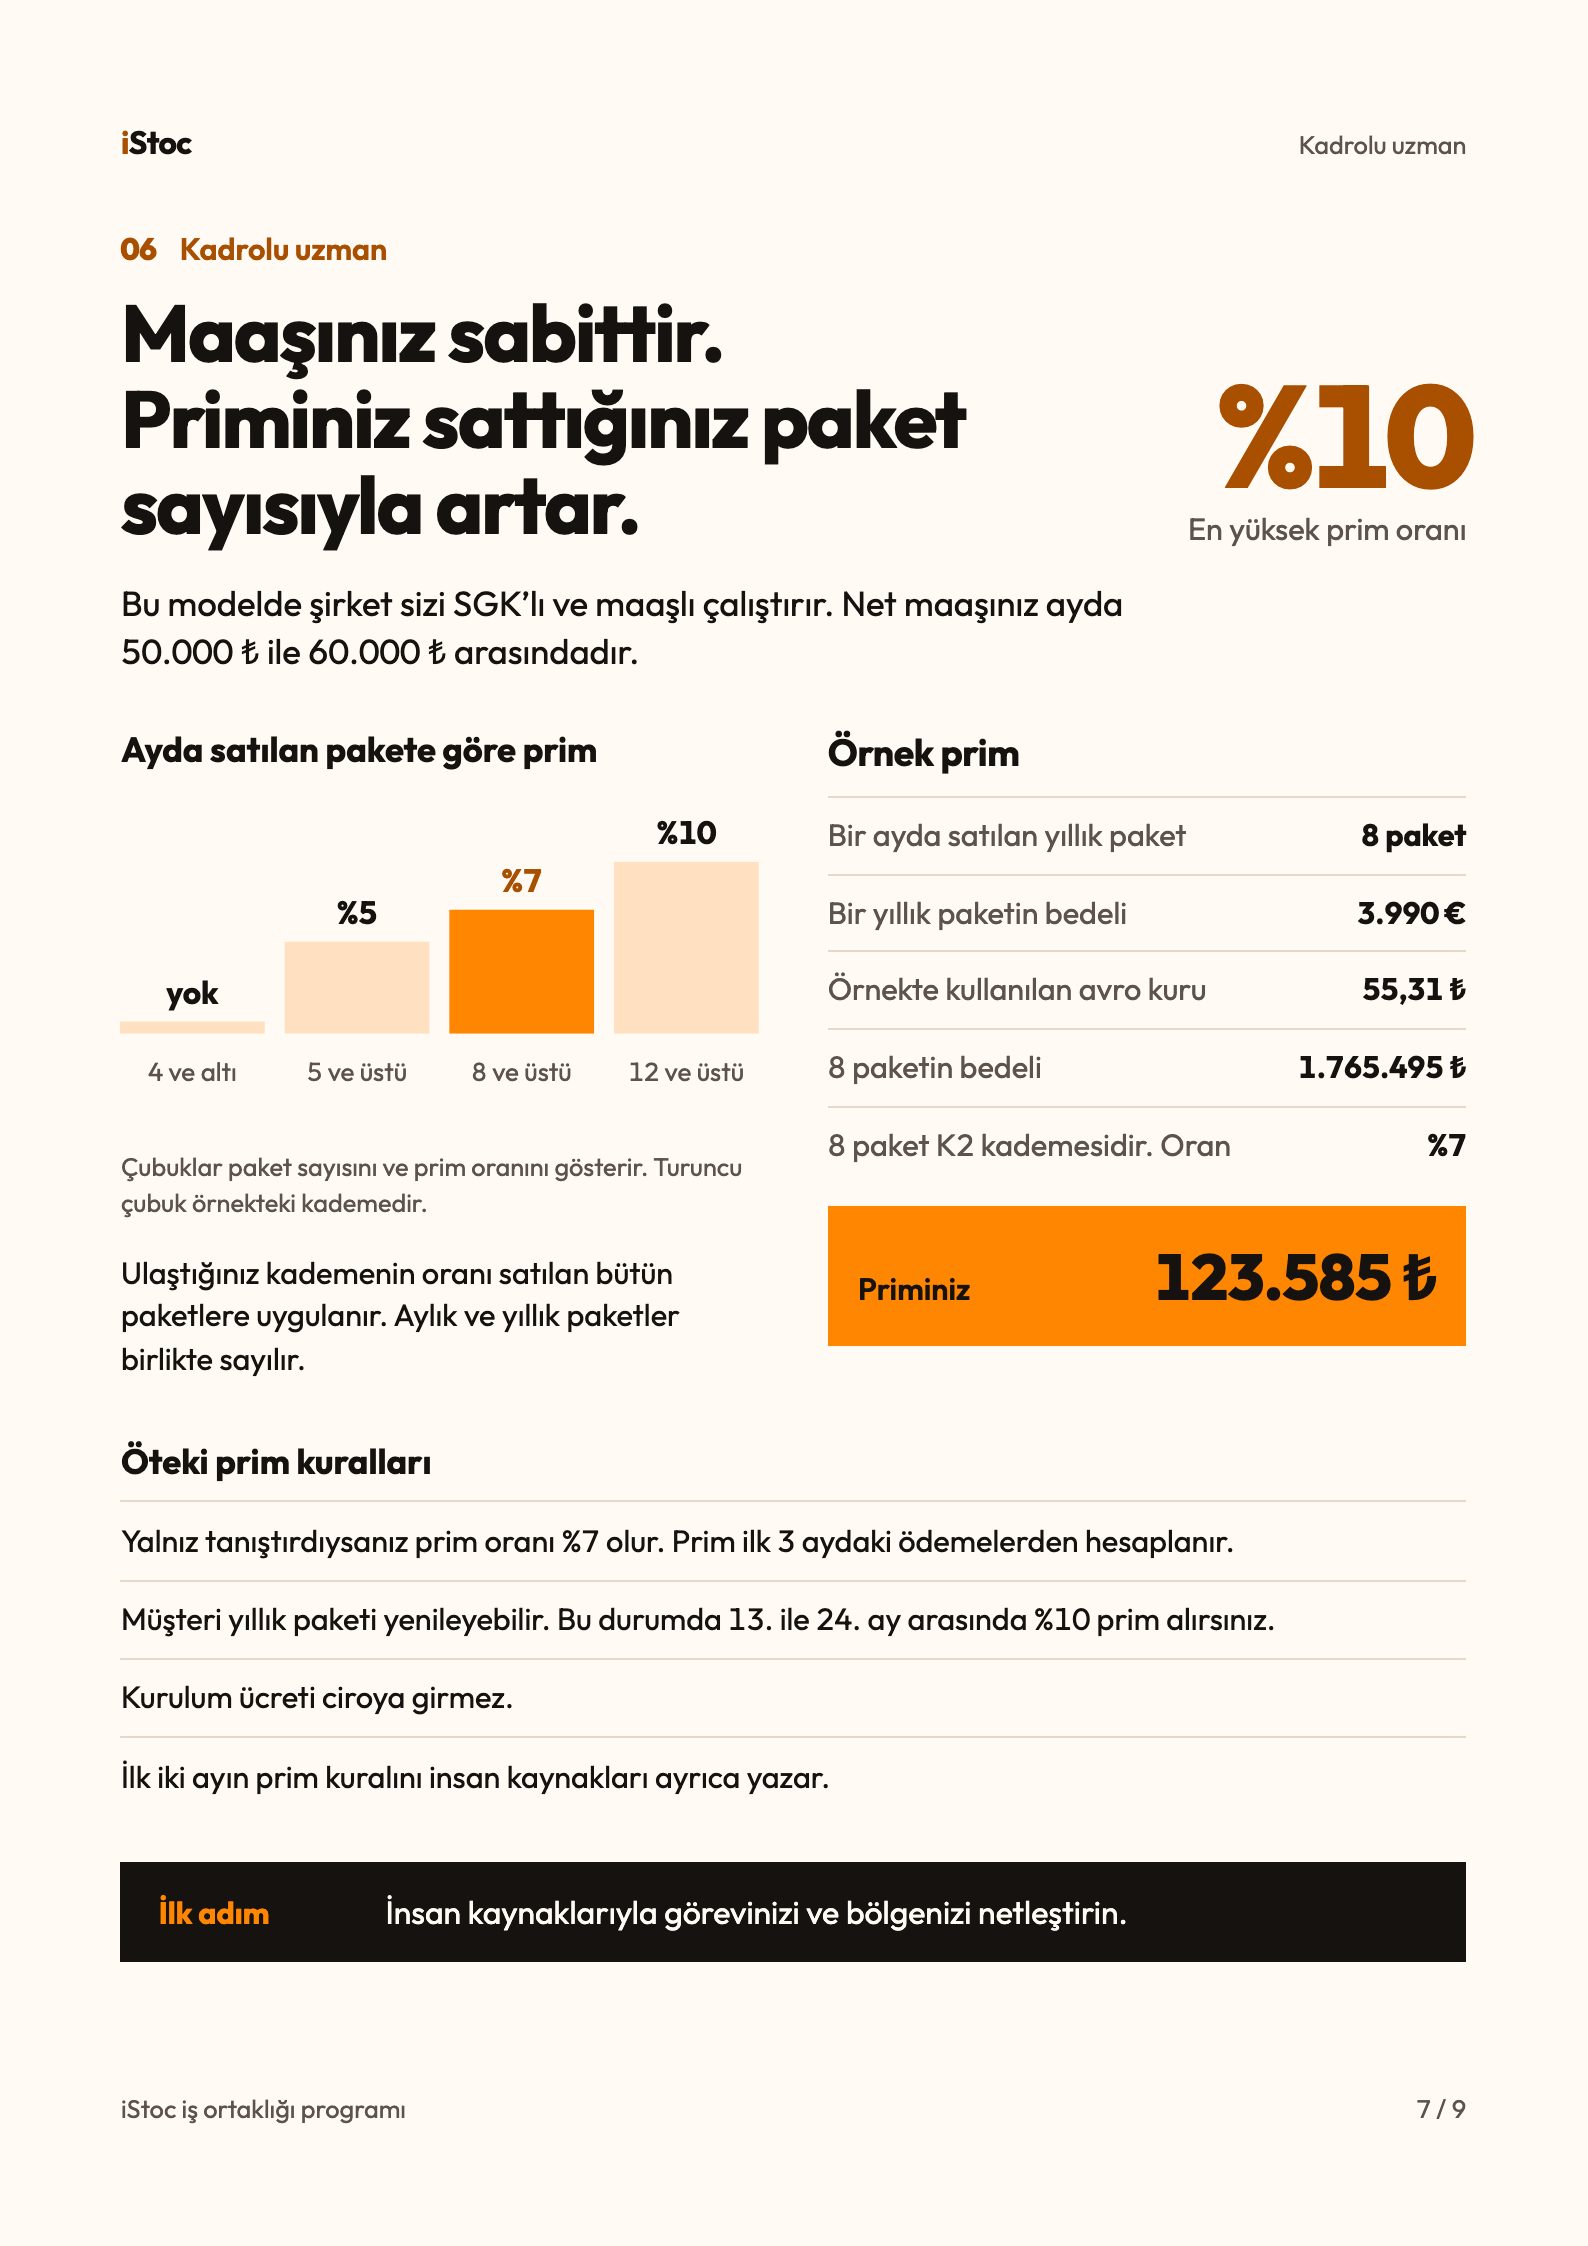 iStoc
Kadrolu uzman
06 Kadrolu uzman
Maaşınız sabittir.
Priminiz sattığınız paket
sayısıyla artar.
%10
En yüksek prim oranı
Bu modelde şirket sizi SGK’lı ve maaşlı çalıştırır. Net maaşınız ayda
50.000 ₺ ile 60.000 ₺ arasındadır.
Ayda satılan pakete göre prim
yok
%5
%7
%10
4 ve altı
5 ve üstü
8 ve üstü
12 ve üstü
Çubuklar paket sayısını ve prim oranını gösterir. Turuncu
çubuk örnekteki kademedir.
Ulaştığınız kademenin oranı satılan bütün
paketlere uygulanır. Aylık ve yıllık paketler
birlikte sayılır.
Örnek prim
Bir ayda satılan yıllık paket 8 paket
Bir yıllık paketin bedeli 3.990 €
Örnekte kullanılan avro kuru 55,31 ₺
8 paketin bedeli 1.765.495 ₺
8 paket K2 kademesidir. Oran %7
Priminiz 123.585 ₺
Öteki prim kuralları
Yalnız tanıştırdıysanız prim oranı %7 olur. Prim ilk 3 aydaki ödemelerden hesaplanır.
Müşteri yıllık paketi yenileyebilir. Bu durumda 13. ile 24. ay arasında %10 prim alırsınız.
Kurulum ücreti ciroya girmez.
İlk iki ayın prim kuralını insan kaynakları ayrıca yazar.
İlk adım İnsan kaynaklarıyla görevinizi ve bölgenizi netleştirin.
iStoc iş ortaklığı programı
7 / 9